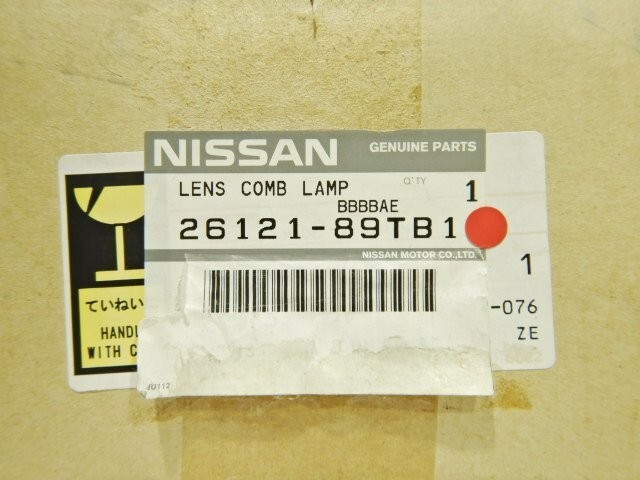 NISSAN GENUINE PARTS
LENS COMB LAMP Q'TY 1
BBBBAE
26121-89TB1
NISSAN MOTOR CO.,LTD.
1
-076
ZE
ていねい
HANDL
WITH C
JU112